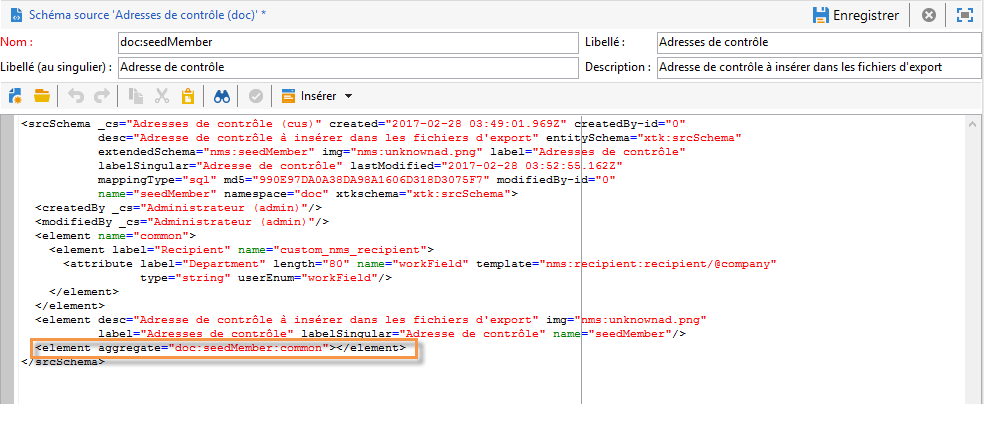 Schéma source 'Adresses de contrôle (doc)' *
Enregistrer
Nom :
doc:seedMember
Libellé :
Adresses de contrôle
Libellé (au singulier) :
Adresse de contrôle
Description :
Adresse de contrôle à insérer dans les fichiers d'export
Insérer
<srcSchema _cs="Adresses de contrôle (cus)" created="2017-02-28 03:49:01.969Z" createdBy-id="0"
desc="Adresse de contrôle à insérer dans les fichiers d'export" entitySchema="xtk:srcSchema"
extendedSchema="nms:seedMember" img="nms:unknownad.png" label="Adresses de contrôle"
labelSingular="Adresse de contrôle" lastModified="2017-02-28 03:52:55.162Z"
mappingType="sql" md5="990E97DA0A38DA98A1606D318D3075F7" modifiedBy-id="0"
name="seedMember" namespace="doc" xtkschema="xtk:srcSchema">
<createdBy _cs="Administrateur (admin)"/>
<modifiedBy _cs="Administrateur (admin)"/>
<element name="common">
<element label="Recipient" name="custom_nms_recipient">
<attribute label="Department" length="80" name="workField" template="nms:recipient:recipient/@company"
type="string" userEnum="workField"/>
</element>
</element>
<element desc="Adresse de contrôle à insérer dans les fichiers d'export" img="nms:unknownad.png"
label="Adresses de contrôle" labelSingular="Adresse de contrôle" name="seedMember"/>
<element aggregate="doc:seedMember:common"></element>
</srcSchema>